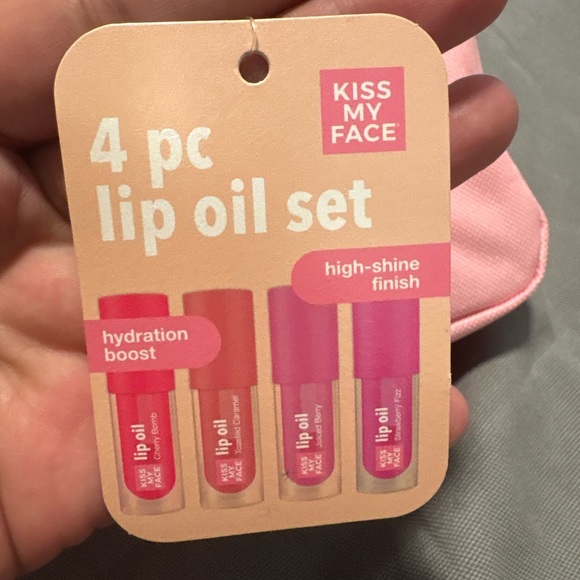 KISS
MY
FACE
4 pc
lip oil set
high-shine
finish
hydration
boost
lip oil
Cherry Bomb
KISS
MY
FACE
lip oil
Toasted Caramel
KISS
MY
FACE
lip oil
Juiced Berry
KISS
MY
FACE
lip oil
Strawberry Fizz
KISS
MY
FACE